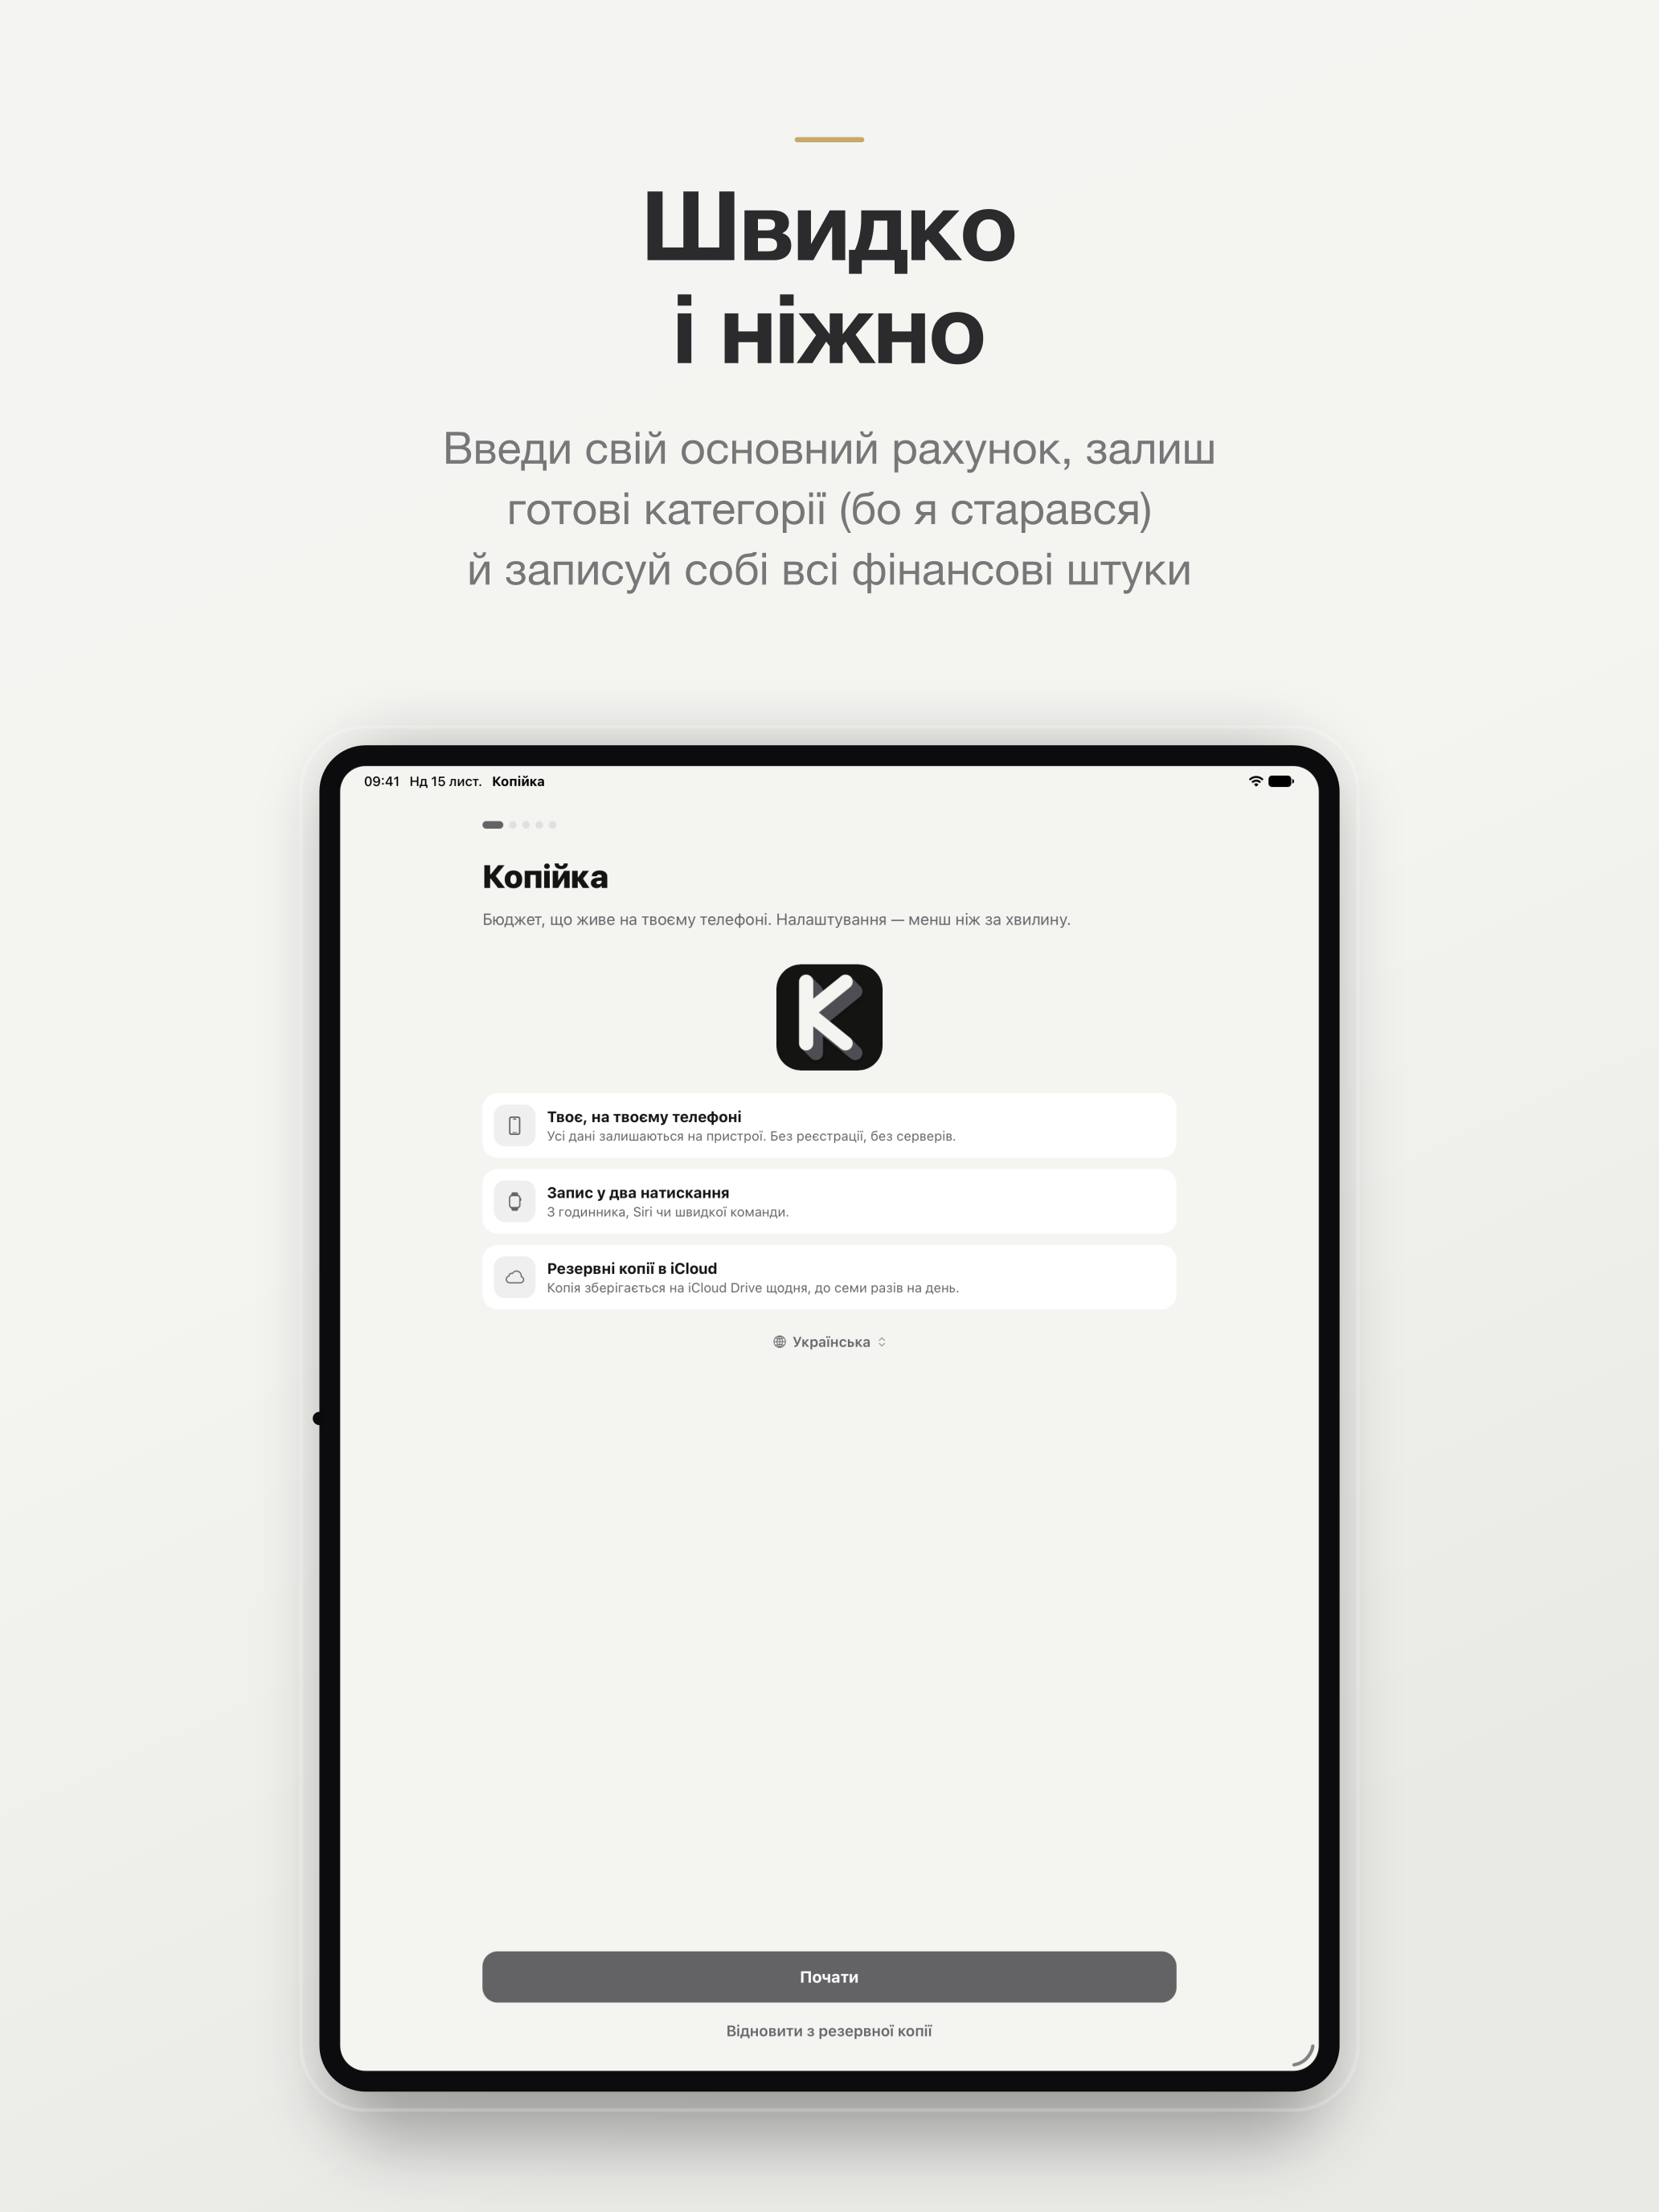 Швидко
і ніжно
Введи свій основний рахунок, залиш
готові категорії (бо я старався)
й записуй собі всі фінансові штуки
09:41 Нд 15 лист. Копійка
Копійка
Бюджет, що живе на твоєму телефоні. Налаштування — менш ніж за хвилину.
K
Твоє, на твоєму телефоні
Усі дані залишаються на пристрої. Без реєстрації, без серверів.
Запис у два натискання
З годинника, Siri чи швидкої команди.
Резервні копії в iCloud
Копія зберігається на iCloud Drive щодня, до семи разів на день.
Українська
Почати
Відновити з резервної копії